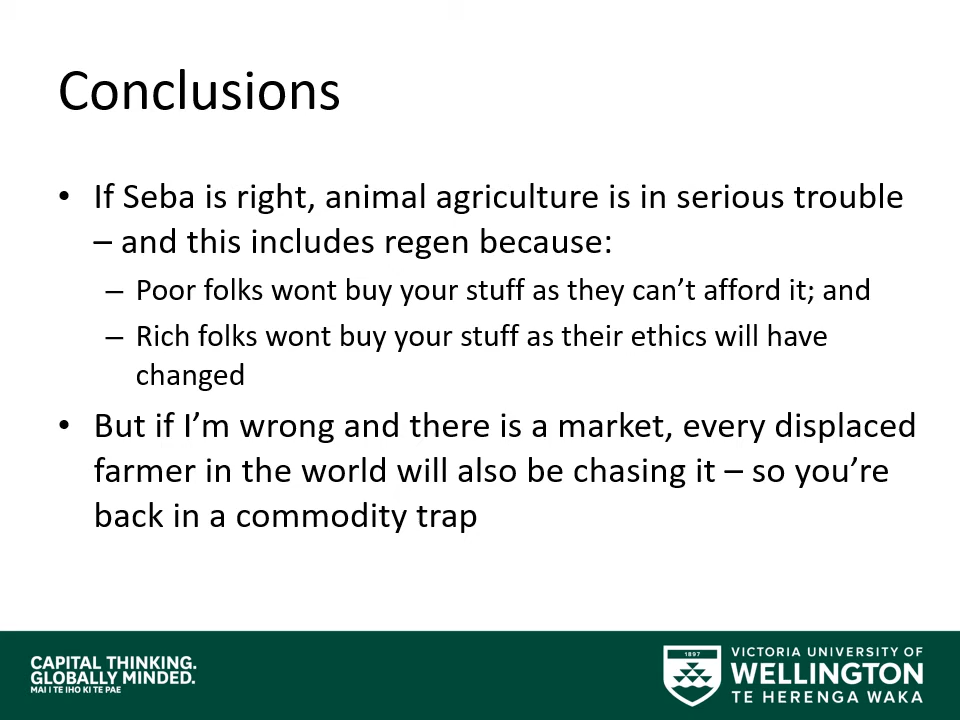 Conclusions
• If Seba is right, animal agriculture is in serious trouble
– and this includes regen because:
– Poor folks wont buy your stuff as they can’t afford it; and
– Rich folks wont buy your stuff as their ethics will have
changed
• But if I’m wrong and there is a market, every displaced
farmer in the world will also be chasing it – so you’re
back in a commodity trap
CAPITAL THINKING.
GLOBALLY MINDED.
MAI I TE IHO KI TE PAE
1897
VICTORIA UNIVERSITY OF
WELLINGTON
TE HERENGA WAKA